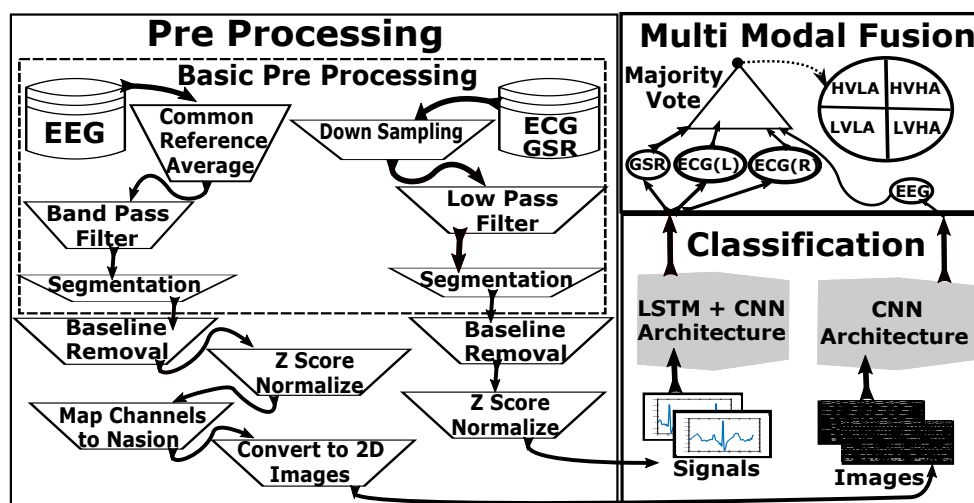 Pre Processing
Basic Pre Processing
EEG
Common
Reference
Average
Down Sampling
ECG
GSR
Band Pass
Filter
Low Pass
Filter
Segmentation
Segmentation
Baseline
Removal
Baseline
Removal
Z Score
Normalize
Z Score
Normalize
Map Channels
to Nasion
Convert to 2D
Images
Multi Modal Fusion
Majority
Vote
HVLA
HVHA
LVLA
LVHA
GSR
ECG(L)
ECG(R)
EEG
Classification
LSTM + CNN
Architecture
CNN
Architecture
Signals
Images